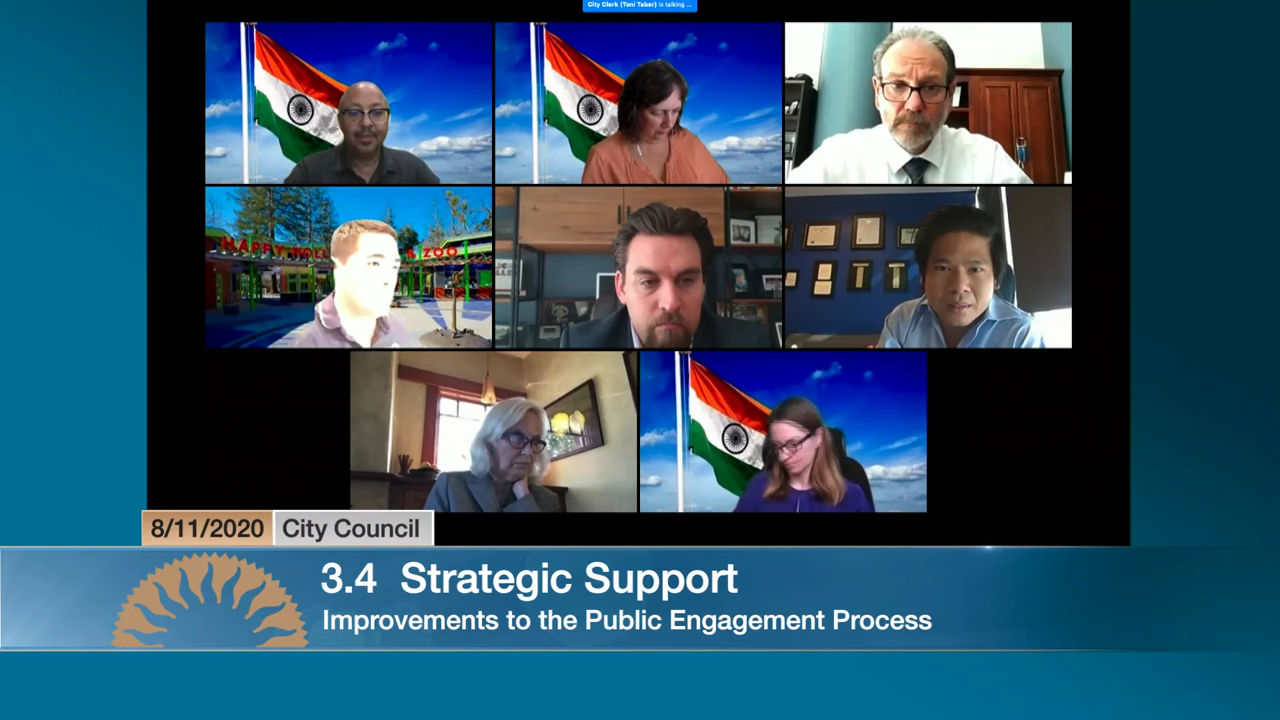 City Clerk (Toni Taber) is talking ...
HAPPY HOLL
& ZOO
8/11/2020
City Council
3.4 Strategic Support
Improvements to the Public Engagement Process